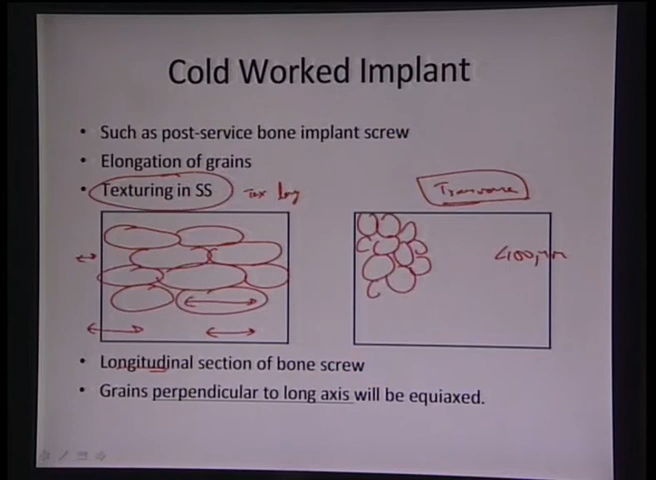 Cold Worked Implant
• Such as post-service bone implant screw
• Elongation of grains
• Texturing in SS
Transverse
• Longitudinal section of bone screw
• Grains perpendicular to long axis will be equiaxed.